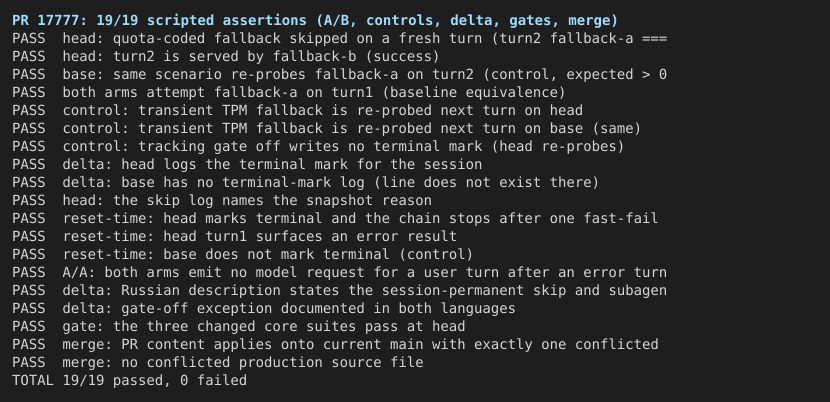 PR 17777: 19/19 scripted assertions (A/B, controls, delta, gates, merge)
PASS  head: quota-coded fallback skipped on a fresh turn (turn2 fallback-a ===
PASS  head: turn2 is served by fallback-b (success)
PASS  base: same scenario re-probes fallback-a on turn2 (control, expected > 0
PASS  both arms attempt fallback-a on turn1 (baseline equivalence)
PASS  control: transient TPM fallback is re-probed next turn on head
PASS  control: transient TPM fallback is re-probed next turn on base (same)
PASS  control: tracking gate off writes no terminal mark (head re-probes)
PASS  delta: head logs the terminal mark for the session
PASS  delta: base has no terminal-mark log (line does not exist there)
PASS  head: the skip log names the snapshot reason
PASS  reset-time: head marks terminal and the chain stops after one fast-fail
PASS  reset-time: head turn1 surfaces an error result
PASS  reset-time: base does not mark terminal (control)
PASS  A/A: both arms emit no model request for a user turn after an error turn
PASS  delta: Russian description states the session-permanent skip and subagen
PASS  delta: gate-off exception documented in both languages
PASS  gate: the three changed core suites pass at head
PASS  merge: PR content applies onto current main with exactly one conflicted
PASS  merge: no conflicted production source file
TOTAL 19/19 passed, 0 failed